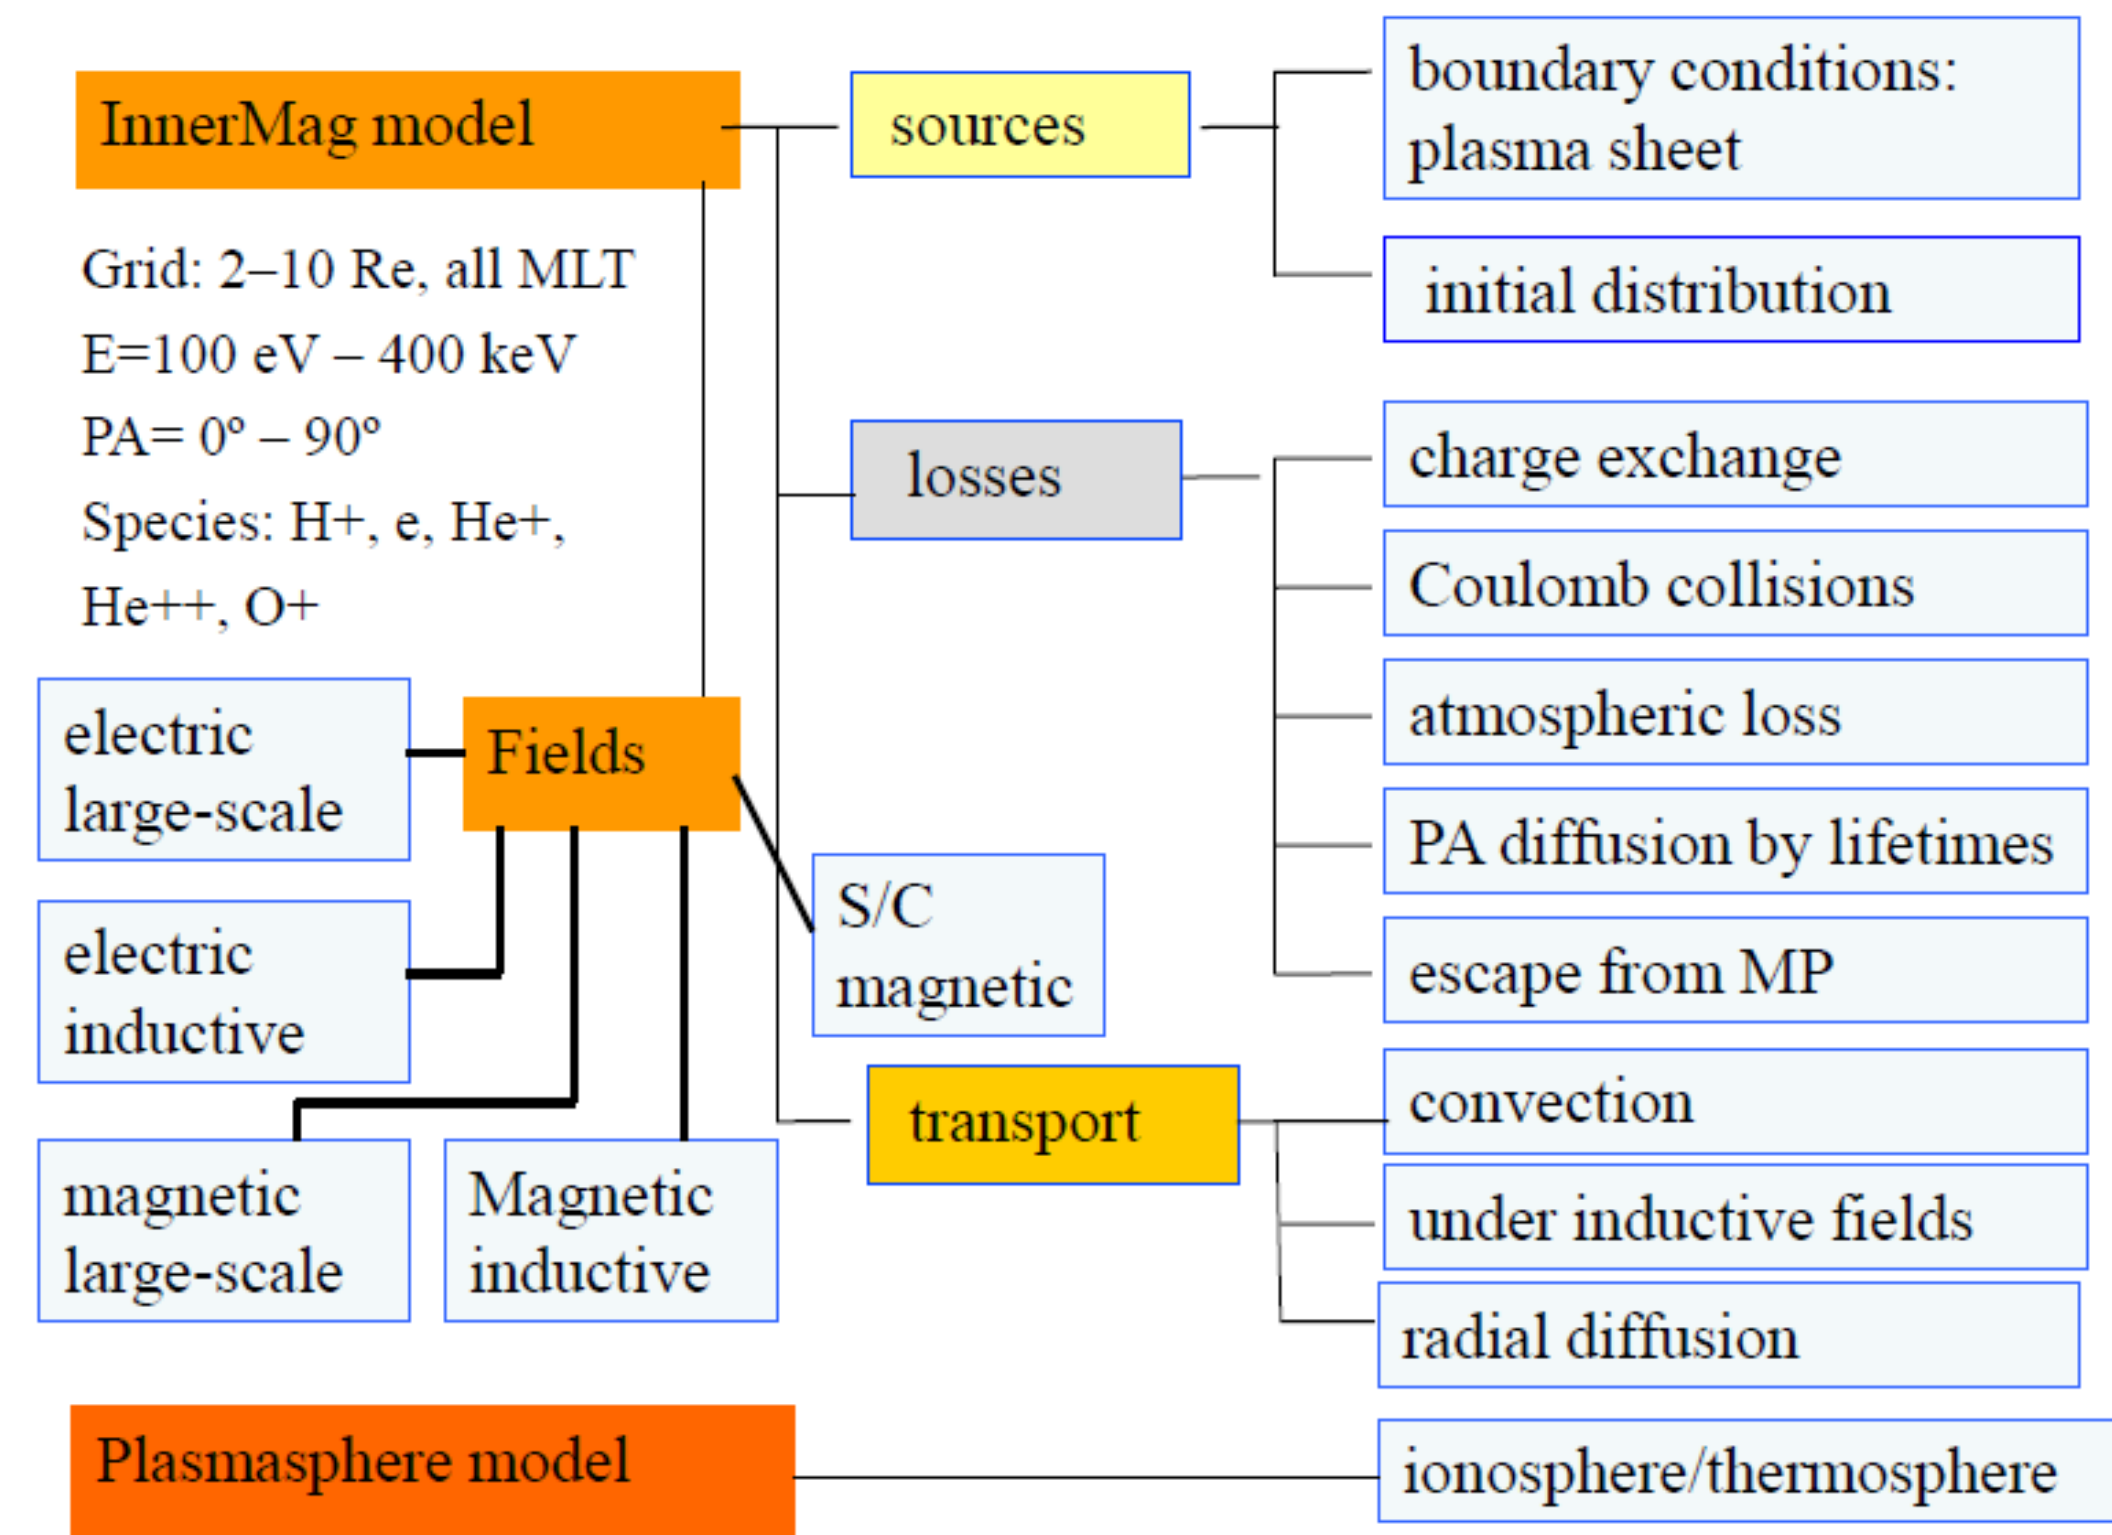 InnerMag model
Grid: 2–10 Re, all MLT
E=100 eV – 400 keV
PA= 0º – 90º
Species: H+, e, He+,
He++, O+
sources
boundary conditions:
plasma sheet
initial distribution
losses
charge exchange
Coulomb collisions
atmospheric loss
PA diffusion by lifetimes
escape from MP
Fields
electric
large-scale
electric
inductive
magnetic
large-scale
Magnetic
inductive
S/C
magnetic
transport
convection
under inductive fields
radial diffusion
Plasmasphere model
ionosphere/thermosphere